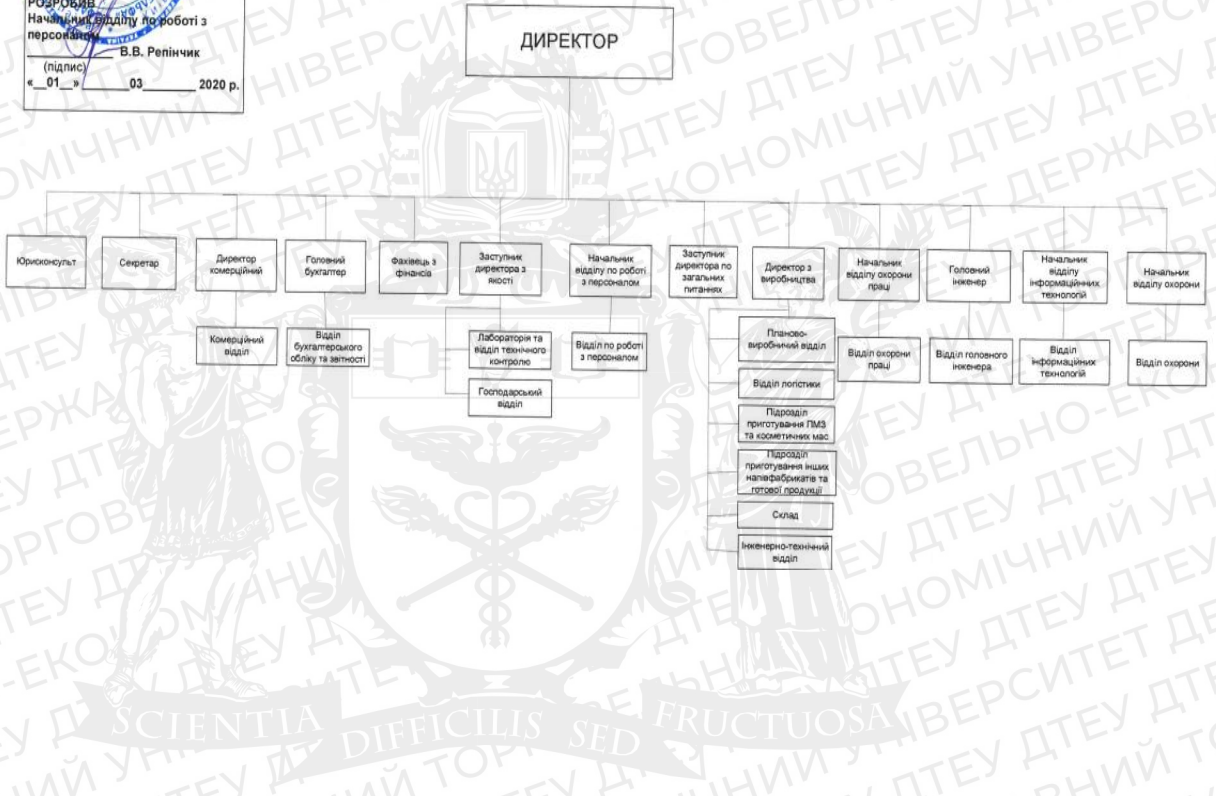 РОЗРОБИВ
Начальник відділу по роботі з
персоналом
В.В. Репінчик
(підпис)
«__01__» ______03______ 2020 р.
ДИРЕКТОР
Юрисконсульт
Секретар
Директор
комерційний
Головний
бухгалтер
Фахівець з
фінансів
Заступник
директора з
якості
Начальник
відділу по роботі
з персоналом
Заступник
директора по
загальних
питаннях
Директор з
виробництва
Начальник
відділу охорони
праці
Головний
інженер
Начальник
відділу
інформаційнних
технологій
Начальник
відділу охорони
Комерційний
відділ
Відділ
бухгалтерського
обліку та звітності
Лабораторія та
відділ технічного
контролю
Господарський
відділ
Відділ по роботі
з персоналом
Планово-
виробничий відділ
Відділ логістики
Підрозділ
приготування ПМЗ
та косметичних мас
Підрозділ
приготування інших
напівфабрикатів та
готової продукції
Склад
Інженерно-технічний
відділ
Відділ охорони
праці
Відділ головного
інженера
Відділ
інформаційних
технологій
Відділ охорони
SCIENTIA DIFFICILIS SED FRUCTUOSA